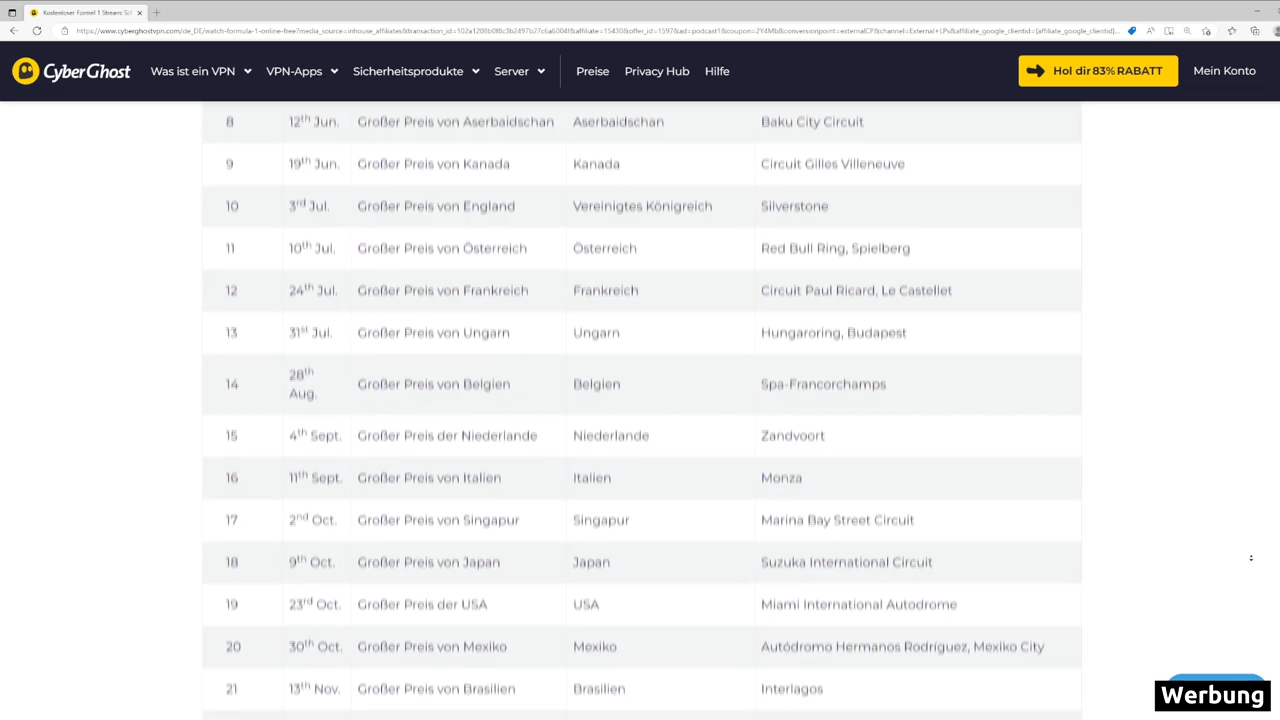 Kostenloser Formel 1 Stream: Sc
CyberGhost
Was ist ein VPN
VPN-Apps
Sicherheitsprodukte
Server
Preise
Privacy Hub
Hilfe
Hol dir 83% RABATT
Mein Konto
8 12th Jun. Großer Preis von Aserbaidschan Aserbaidschan Baku City Circuit
9 19th Jun. Großer Preis von Kanada Kanada Circuit Gilles Villeneuve
10 3rd Jul. Großer Preis von England Vereinigtes Königreich Silverstone
11 10th Jul. Großer Preis von Österreich Österreich Red Bull Ring, Spielberg
12 24th Jul. Großer Preis von Frankreich Frankreich Circuit Paul Ricard, Le Castellet
13 31st Jul. Großer Preis von Ungarn Ungarn Hungaroring, Budapest
14 28th Aug. Großer Preis von Belgien Belgien Spa-Francorchamps
15 4th Sept. Großer Preis der Niederlande Niederlande Zandvoort
16 11th Sept. Großer Preis von Italien Italien Monza
17 2nd Oct. Großer Preis von Singapur Singapur Marina Bay Street Circuit
18 9th Oct. Großer Preis von Japan Japan Suzuka International Circuit
19 23rd Oct. Großer Preis der USA USA Miami International Autodrome
20 30th Oct. Großer Preis von Mexiko Mexiko Autódromo Hermanos Rodríguez, Mexiko City
21 13th Nov. Großer Preis von Brasilien Brasilien Interlagos
Werbung